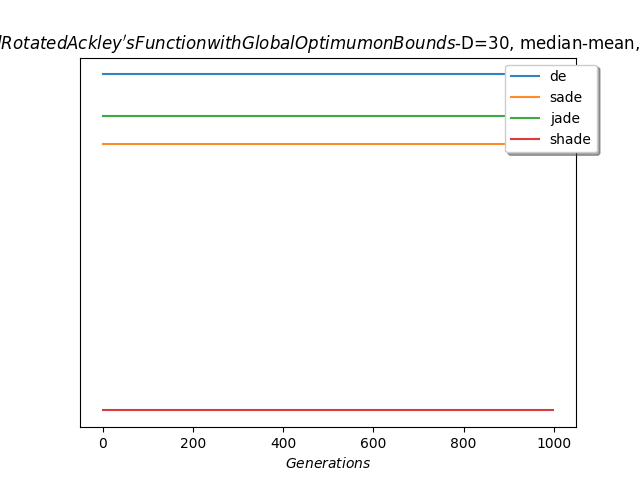 RotatedAckley'sFunctionwithGlobalOptimumonBounds-D=30, median-mean,
de
sade
jade
shade
0
200
400
600
800
1000
Generations